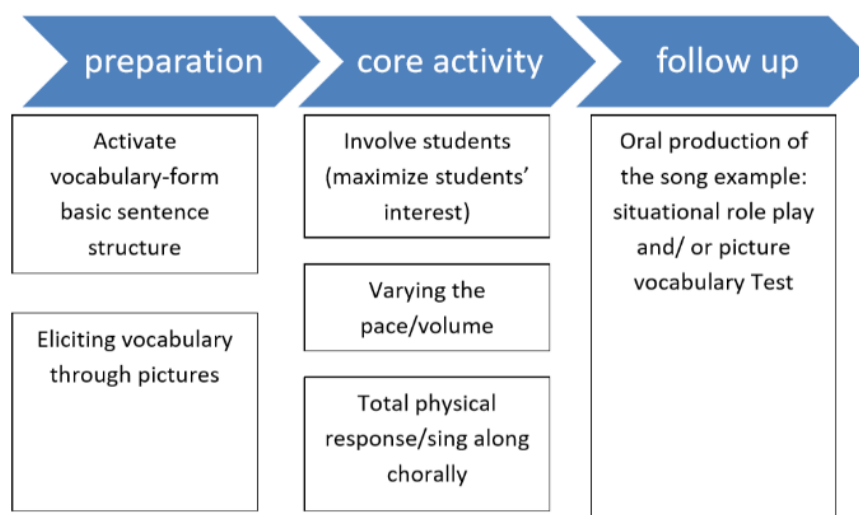 preparation
core activity
follow up
Activate
vocabulary-form
basic sentence
structure
Eliciting vocabulary
through pictures
Involve students
(maximize students’
interest)
Varying the
pace/volume
Total physical
response/sing along
chorally
Oral production of
the song example:
situational role play
and/ or picture
vocabulary Test